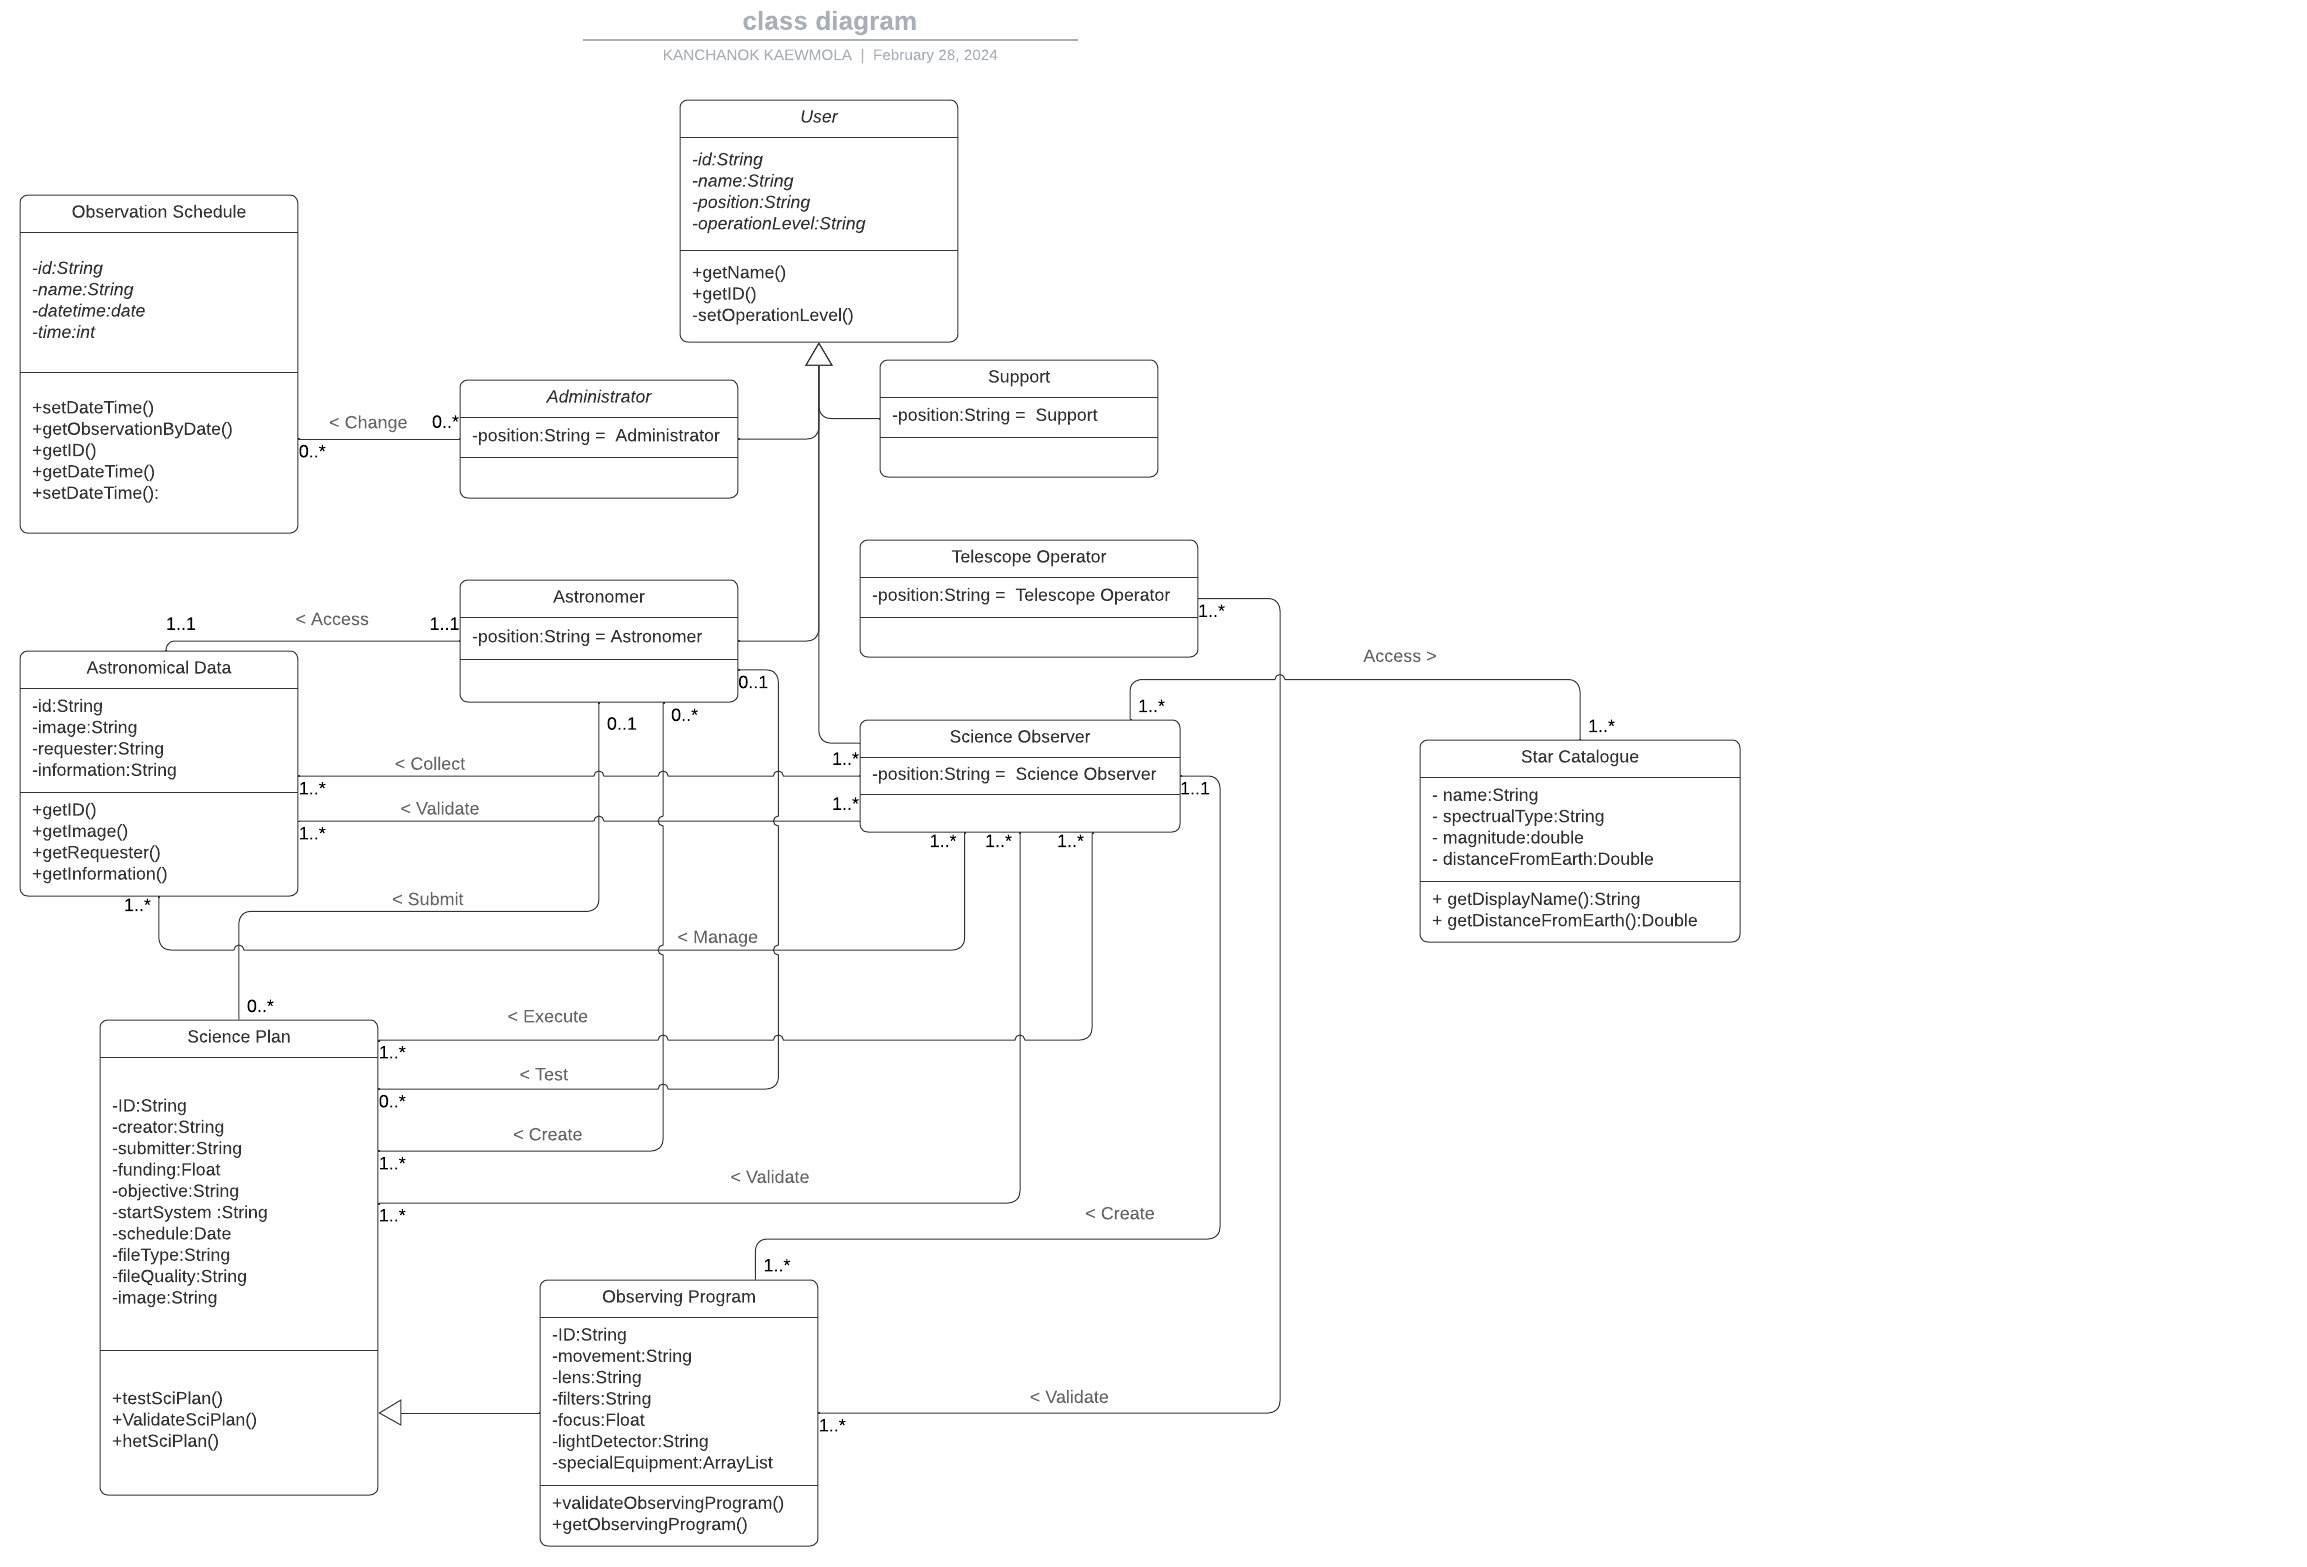 class diagram
KANCHANOK KAEWMOLA | February 28, 2024
User
-id:String
-name:String
-position:String
-operationLevel:String
+getName()
+getID()
-setOperationLevel()
Observation Schedule
-id:String
-name:String
-datetime:date
-time:int
+setDateTime()
+getObservationByDate()
+getID()
+getDateTime()
+setDateTime():
< Change
0..*
0..*
Administrator
-position:String = Administrator
Support
-position:String = Support
Telescope Operator
-position:String = Telescope Operator
1..*
Astronomer
-position:String = Astronomer
< Access
1..1
1..1
0..1
0..1
0..*
Astronomical Data
-id:String
-image:String
-requester:String
-information:String
+getID()
+getImage()
+getRequester()
+getInformation()
Access >
1..*
1..*
Science Observer
-position:String = Science Observer
1..*
1..*
1..1
1..*
1..*
1..*
Star Catalogue
- name:String
- spectrualType:String
- magnitude:double
- distanceFromEarth:Double
+ getDisplayName():String
+ getDistanceFromEarth():Double
< Collect
1..*
< Validate
1..*
< Submit
1..*
< Manage
0..*
Science Plan
-ID:String
-creator:String
-submitter:String
-funding:Float
-objective:String
-startSystem :String
-schedule:Date
-fileType:String
-fileQuality:String
-image:String
+testSciPlan()
+ValidateSciPlan()
+hetSciPlan()
< Execute
1..*
< Test
0..*
< Create
1..*
< Validate
1..*
< Create
1..*
Observing Program
-ID:String
-movement:String
-lens:String
-filters:String
-focus:Float
-lightDetector:String
-specialEquipment:ArrayList
+validateObservingProgram()
+getObservingProgram()
< Validate
1..*